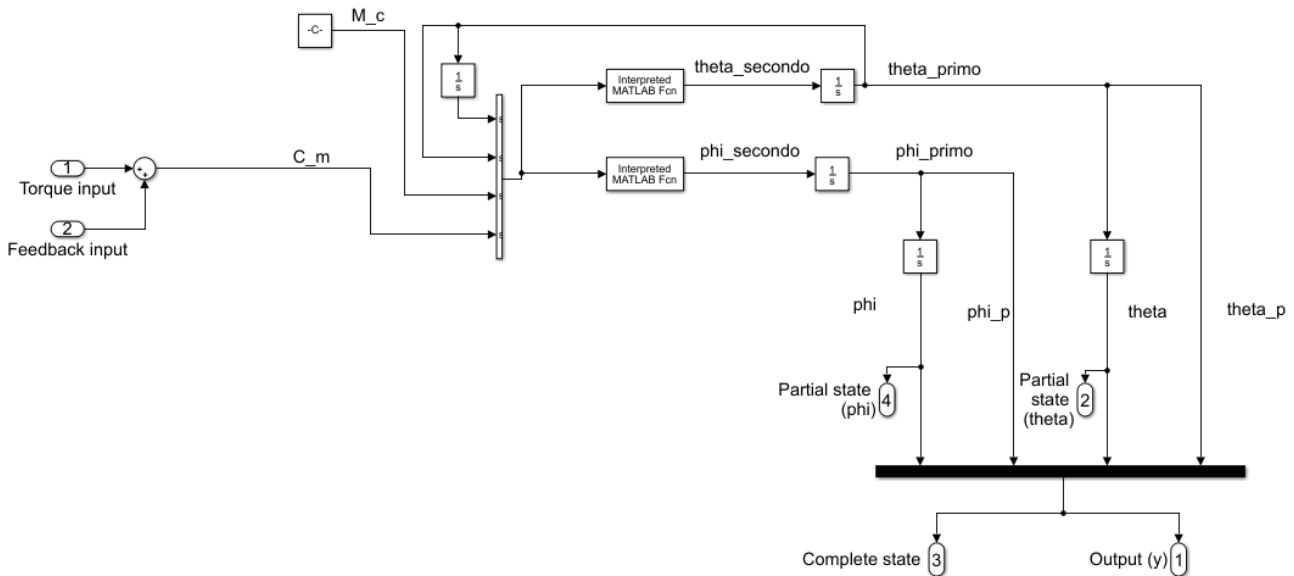 M_c
-C-
1
s
Interpreted
MATLAB Fcn
theta_secondo
1
s
theta_primo
s
s
s
s
1
Torque input
C_m
2
Feedback input
Interpreted
MATLAB Fcn
phi_secondo
1
s
phi_primo
1
s
1
s
phi
phi_p
theta
theta_p
Partial state
(phi)
4
Partial
state
(theta)
2
Complete state
3
Output (y)
1